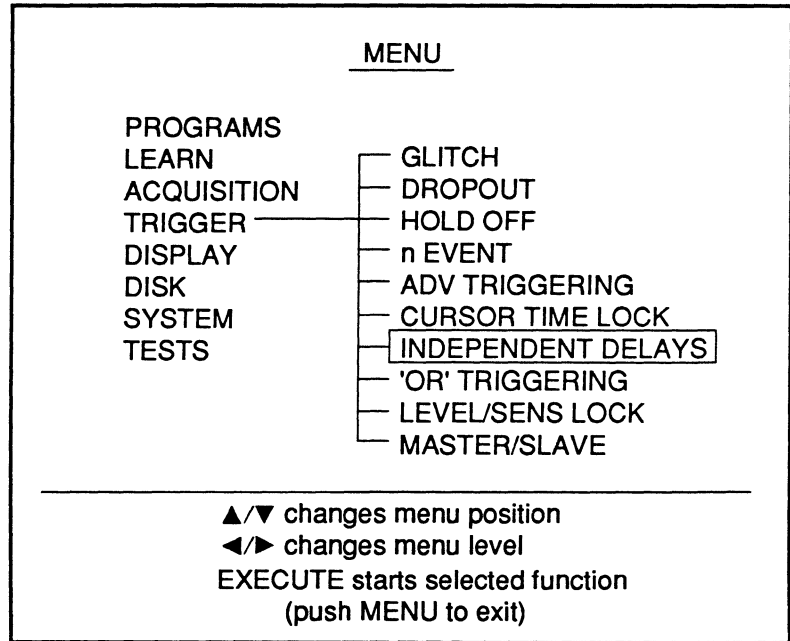 MENU
PROGRAMS
LEARN
ACQUISITION
TRIGGER
DISPLAY
DISK
SYSTEM
TESTS
GLITCH
DROPOUT
HOLD OFF
n EVENT
ADV TRIGGERING
CURSOR TIME LOCK
INDEPENDENT DELAYS
'OR' TRIGGERING
LEVEL/SENS LOCK
MASTER/SLAVE
▲/▼ changes menu position
◄/► changes menu level
EXECUTE starts selected function
(push MENU to exit)